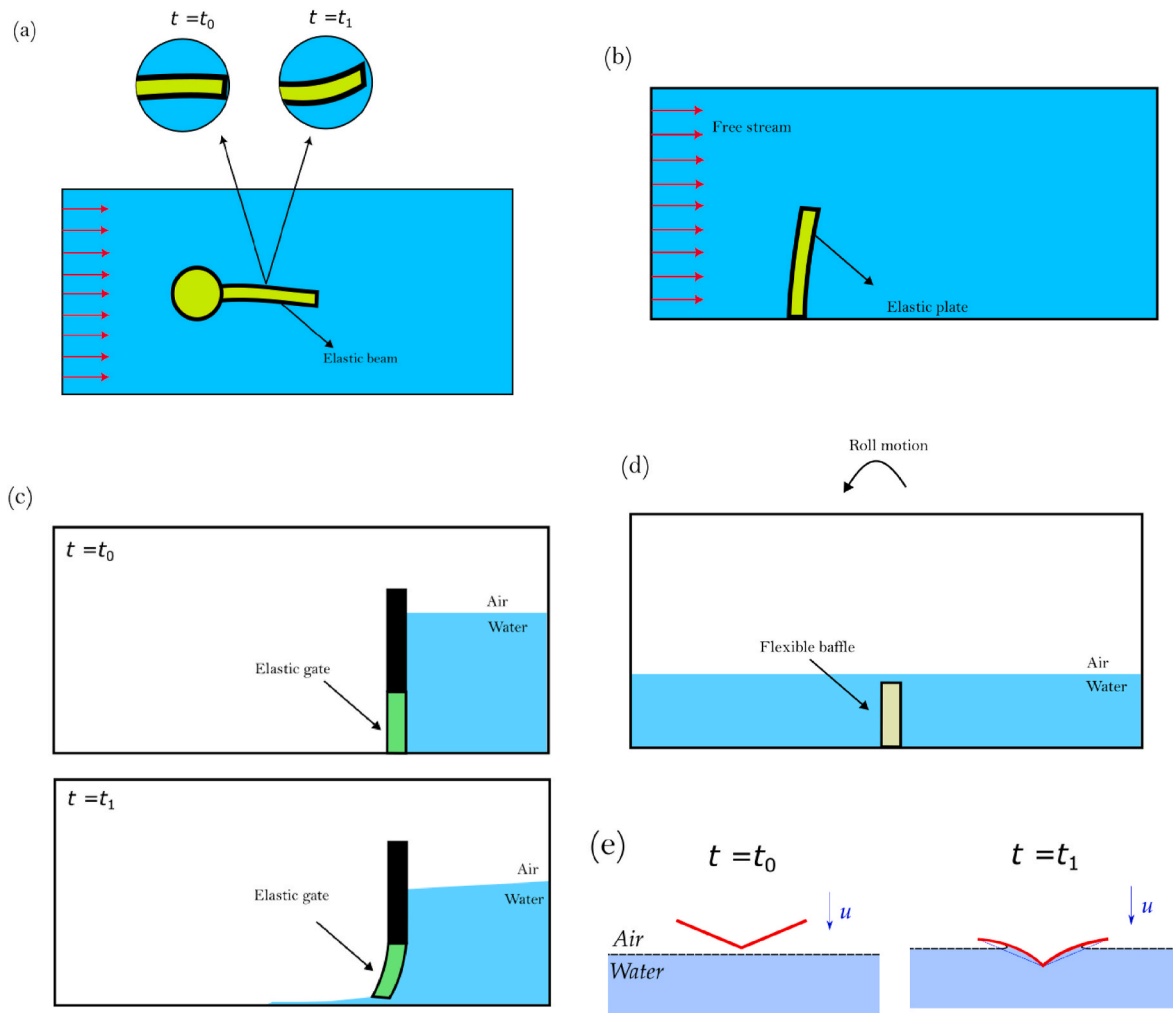 (a)
t = t₀
t = t₁
Elastic beam
(b)
Free stream
Elastic plate
(c)
t = t₀
Air
Water
Elastic gate
t = t₁
Air
Water
Elastic gate
(d)
Roll motion
Flexible baffle
Air
Water
(e)
t = t₀
u
Air
Water
t = t₁
u